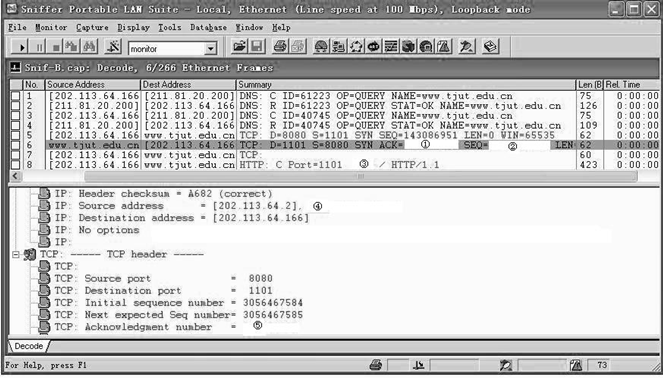 Sniffer Portable LAN Suite - Local, Ethernet (Line speed at 100 Mbps), Loopback mode
File Monitor Capture Display Tools Database Window Help
monitor
Snif-B.cap: Decode, 6/266 Ethernet Frames
No. Source Address Dest Address Summary Len (B Rel. Time
1 [202.113.64.166 [211.81.20.200] DNS: C ID=61223 OP=QUERY NAME=www.tjut.edu.cn 75 0:00:00
2 [211.81.20.200] [202.113.64.166 DNS: R ID=61223 OP=QUERY STAT=OK NAME=www.tjut.edu.cn 126 0:00:00
3 [202.113.64.166 [211.81.20.200] DNS: C ID=40745 OP=QUERY NAME=www.tjut.edu.cn 75 0:00:00
4 [211.81.20.200] [202.113.64.166 DNS: R ID=40745 OP=QUERY STAT=OK NAME=www.tjut.edu.cn 109 0:00:00
5 [202.113.64.166 www.tjut.edu.cn TCP: D=8080 S=1101 SYN SEQ=143086951 LEN=0 WIN=65535 62 0:00:00
6 www.tjut.edu.cn [202.113.64.166 TCP: D=1101 S=8080 SYN ACK= ① SEQ= ② LEN 62 0:00:00
7 [202.113.64.166 www.tjut.edu.cn TCP: 60 0:00:00
8 [202.113.64.166 www.tjut.edu.cn HTTP: C Port=1101 ③ / HTTP/1.1 423 0:00:00
IP: Header checksum = A682 (correct)
IP: Source address = [202.113.64.2], ④
IP: Destination address = [202.113.64.166]
IP: No options
IP:
TCP: ----- TCP header -----
TCP:
TCP: Source port = 8080
TCP: Destination port = 1101
TCP: Initial sequence number = 3056467584
TCP: Next expected Seq number= 3056467585
TCP: Acknowledgment number = ⑤
Decode
For Help, press F1 73